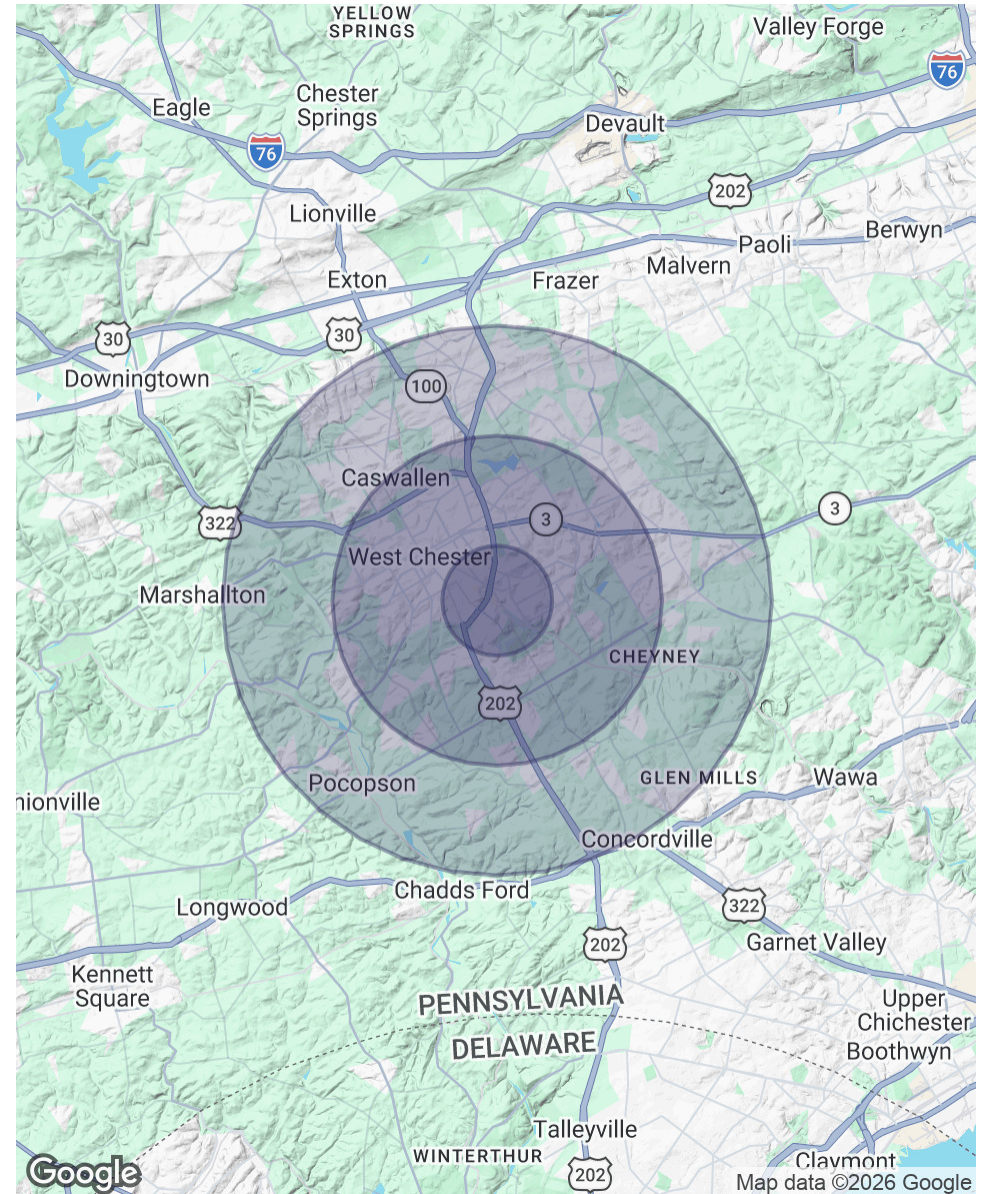 YELLOW
SPRINGS
Valley Forge
76
Eagle
Chester
Springs
Devault
76
202
Lionville
Berwyn
Paoli
Malvern
Exton
Frazer
30
30
Downingtown
100
Caswallen
3
3
322
West Chester
Marshallton
CHEYNEY
202
Pocopson
GLEN MILLS
Wawa
nionville
Concordville
Chadds Ford
Longwood
322
202
Garnet Valley
Kennett
Square
PENNSYLVANIA
DELAWARE
Upper
Chichester
Boothwyn
Talleyville
WINTERTHUR
Claymont
202
Google
Map data ©2026 Google